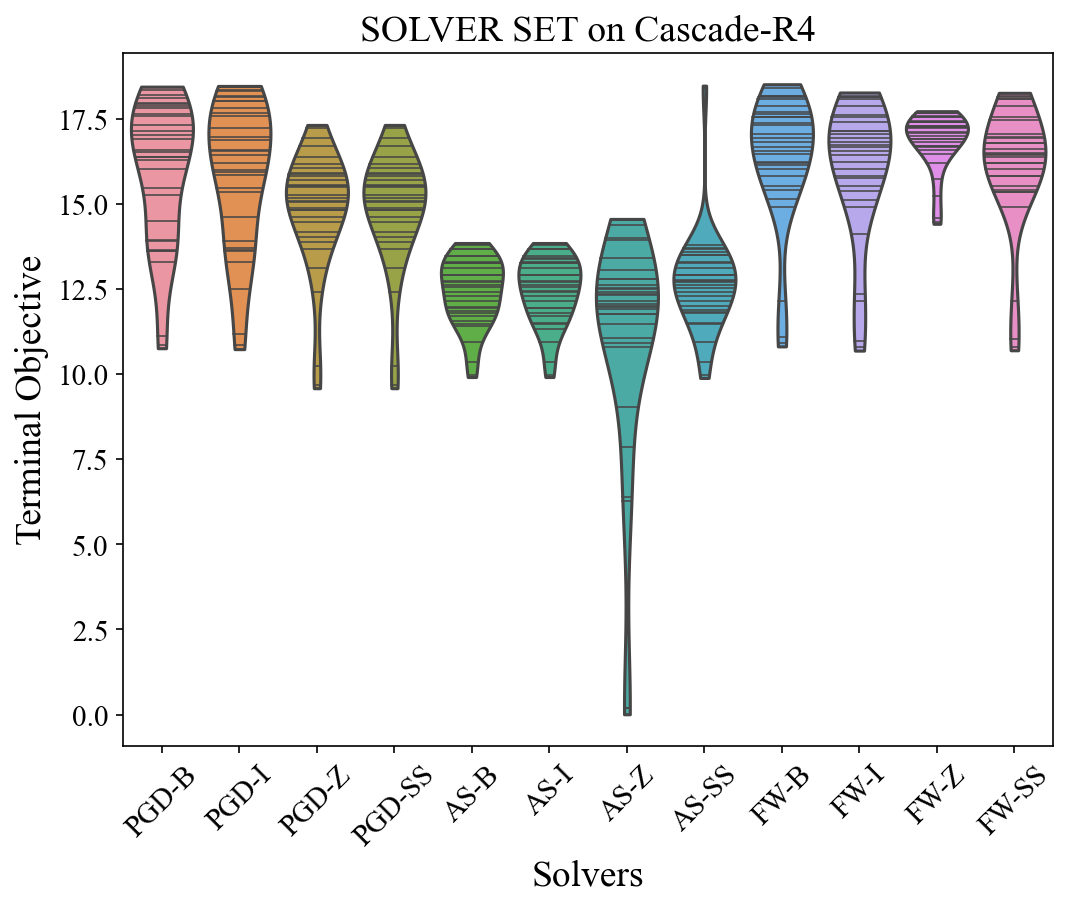 SOLVER SET on Cascade-R4
Terminal Objective
17.5
15.0
12.5
10.0
7.5
5.0
2.5
0.0
PGD-B
PGD-I
PGD-Z
PGD-SS
AS-B
AS-I
AS-Z
AS-SS
FW-B
FW-I
FW-Z
FW-SS
Solvers